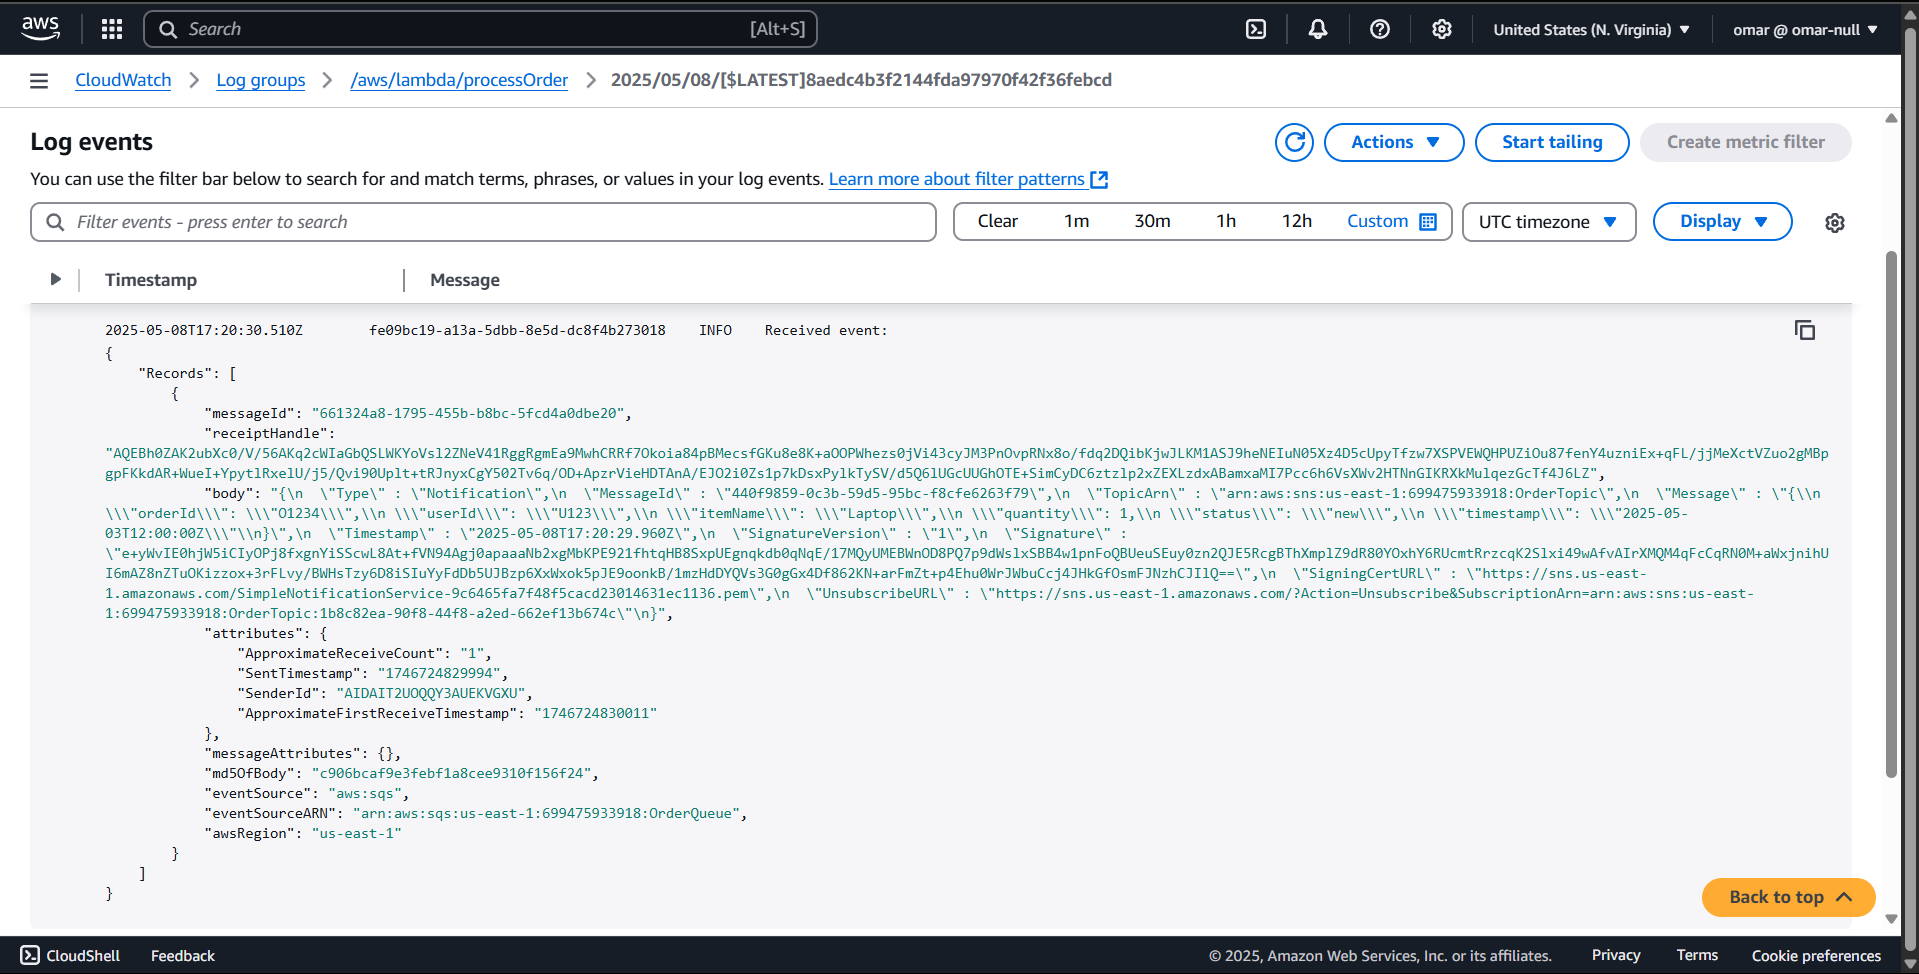 aws
Search
[Alt+S]
United States (N. Virginia)
omar @ omar-null
CloudWatch
Log groups
/aws/lambda/processOrder
2025/05/08/[$LATEST]8aedc4b3f2144fda97970f42f36febcd
Log events
Actions
Start tailing
Create metric filter
You can use the filter bar below to search for and match terms, phrases, or values in your log events. Learn more about filter patterns
Filter events - press enter to search
Clear
1m
30m
1h
12h
Custom
UTC timezone
Display
Timestamp
Message
2025-05-08T17:20:30.510Z fe09bc19-a13a-5dbb-8e5d-dc8f4b273018 INFO Received event:
{
"Records": [
{
"messageId": "661324a8-1795-455b-b8bc-5fcd4a0dbe20",
"receiptHandle":
"AQEBh0ZAK2ubXc0/V/56AKq2cWIaGbQSLWKYoVsl2ZNeV41RggRgmEa9MwhCRRf7Okoia84pBMecsfGKu8e8K+aOOPWhezs0jVi43cyJM3PnOvpRNx8o/fdq2DQibKjwJLKM1ASJ9heNEIuN05Xz4D5cUpyTfzw7XSPVEWQHPUZiOu87fenY4uzniEx+qFL/jjMeXctVZuo2gMBp
gpFKkdAR+WueI+YpytlRxelU/j5/Qvi90Uplt+tRJnyxCgY502Tv6q/OD+ApzrVieHDTAnA/EJO2i0Zs1p7kDsxPylkTySV/d5Q6lUGcUUGhOTE+SimCyDC6ztzlp2xZEXLzdxABamxaMI7Pcc6h6VsXWv2HTNnGIKRXkMulqezGcTf4J6LZ",
"body": "{\n  \"Type\" : \"Notification\",\n  \"MessageId\" : \"440f9859-0c3b-59d5-95bc-f8cfe6263f79\",\n  \"TopicArn\" : \"arn:aws:sns:us-east-1:699475933918:OrderTopic\",\n  \"Message\" : \"{\\n
\\\"orderId\\\": \\\"O1234\\\",\\n \\\"userId\\\": \\\"U123\\\",\\n \\\"itemName\\\": \\\"Laptop\\\",\\n \\\"quantity\\\": 1,\\n \\\"status\\\": \\\"new\\\",\\n \\\"timestamp\\\": \\\"2025-05-
03T12:00:00Z\\\"\\n}\",\n  \"Timestamp\" : \"2025-05-08T17:20:29.960Z\",\n  \"SignatureVersion\" : \"1\",\n  \"Signature\" :
\"e+yWvIE0hjW5iCIyOPj8fxgnYiSScwL8At+fVN94Agj0apaaaNb2xgMbKPE921fhtqHB8SxpUEgnqkdb0qNqE/17MQyUMEBWnOD8PQ7p9dWslxSBB4w1pnFoQBUeuSEuy0zn2QJE5RcgBThXmplZ9dR80YOxhY6RUcmtRrzcqK2Slxi49wAfvAIrXMQM4qFcCqRN0M+aWxjnihU
I6mAZ8nZTuOKizzox+3rFLvy/BWHsTzy6D8iSIuYyFdDb5UJBzp6XxWxok5pJE9oonkB/1mzHdDYQVs3G0gGx4Df862KN+arFmZt+p4Ehu0WrJWbuCcj4JHkGfOsmFJNzhCJIlQ==\",\n  \"SigningCertURL\" : \"https://sns.us-east-
1.amazonaws.com/SimpleNotificationService-9c6465fa7f48f5cacd23014631ec1136.pem\",\n  \"UnsubscribeURL\" : \"https://sns.us-east-1.amazonaws.com/?Action=Unsubscribe&SubscriptionArn=arn:aws:sns:us-east-
1:699475933918:OrderTopic:1b8c82ea-90f8-44f8-a2ed-662ef13b674c\"\n}",
"attributes": {
"ApproximateReceiveCount": "1",
"SentTimestamp": "1746724829994",
"SenderId": "AIDAIT2UOQQY3AUEKVGXU",
"ApproximateFirstReceiveTimestamp": "1746724830011"
},
"messageAttributes": {},
"md5OfBody": "c906bcaf9e3febf1a8cee9310f156f24",
"eventSource": "aws:sqs",
"eventSourceARN": "arn:aws:sqs:us-east-1:699475933918:OrderQueue",
"awsRegion": "us-east-1"
}
]
}
Back to top
CloudShell
Feedback
© 2025, Amazon Web Services, Inc. or its affiliates.
Privacy
Terms
Cookie preferences